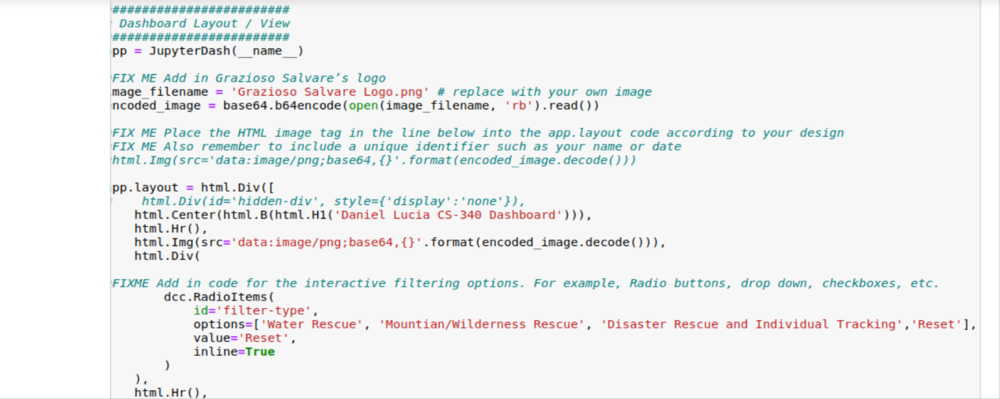 ########################
Dashboard Layout / View
########################
pp = JupyterDash(__name__)
FIX ME Add in Grazioso Salvare’s logo
mage_filename = 'Grazioso Salvare Logo.png' # replace with your own image
ncoded_image = base64.b64encode(open(image_filename, 'rb').read())
FIX ME Place the HTML image tag in the line below into the app.layout code according to your design
FIX ME Also remember to include a unique identifier such as your name or date
html.Img(src='data:image/png;base64,{}'.format(encoded_image.decode()))
pp.layout = html.Div([
    html.Div(id='hidden-div', style={'display':'none'}),
   html.Center(html.B(html.H1('Daniel Lucia CS-340 Dashboard'))),
   html.Hr(),
   html.Img(src='data:image/png;base64,{}'.format(encoded_image.decode())),
   html.Div(
FIXME Add in code for the interactive filtering options. For example, Radio buttons, drop down, checkboxes, etc.
       dcc.RadioItems(
           id='filter-type',
           options=['Water Rescue', 'Mountian/Wilderness Rescue', 'Disaster Rescue and Individual Tracking','Reset'],
           value='Reset',
           inline=True
       )
   ),
   html.Hr(),